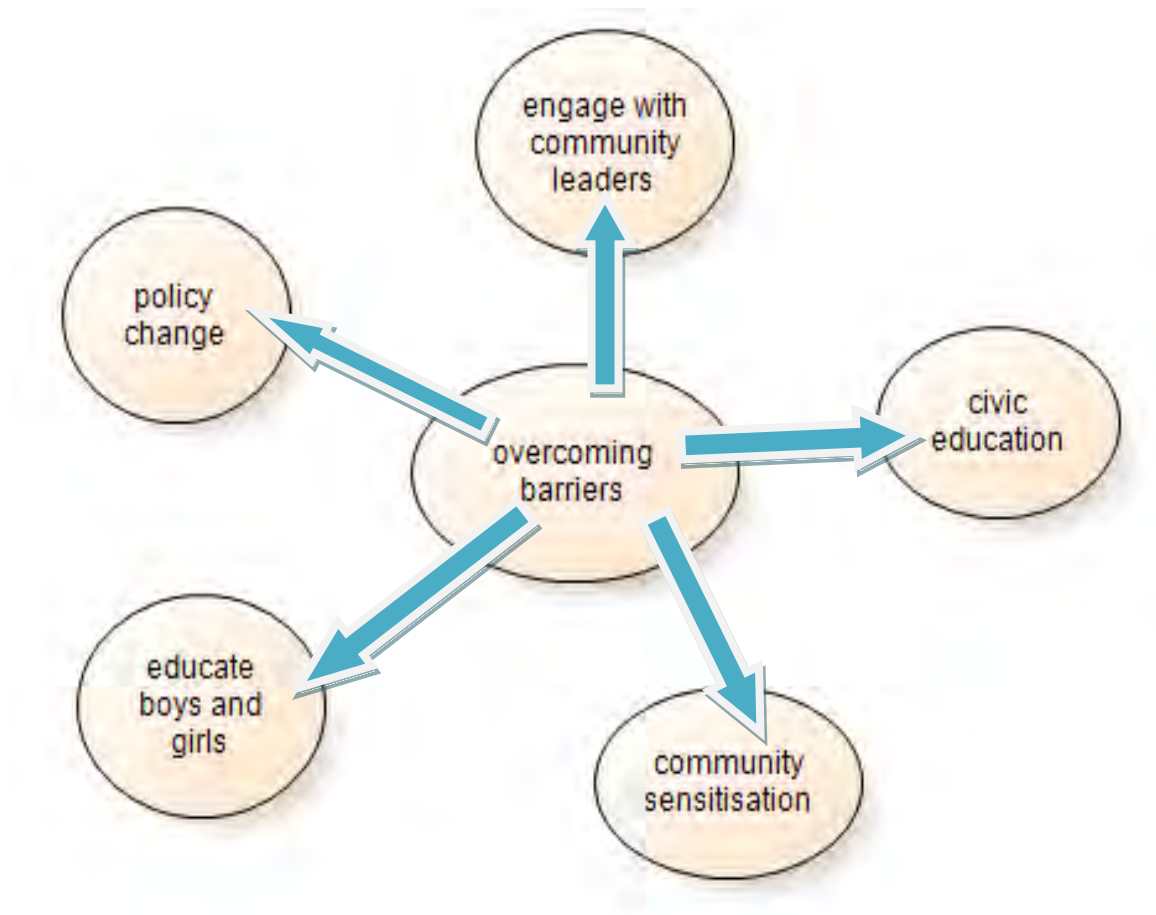 engage with
community
leaders
policy
change
civic
education
overcoming
barriers
educate
boys and
girls
community
sensitisation